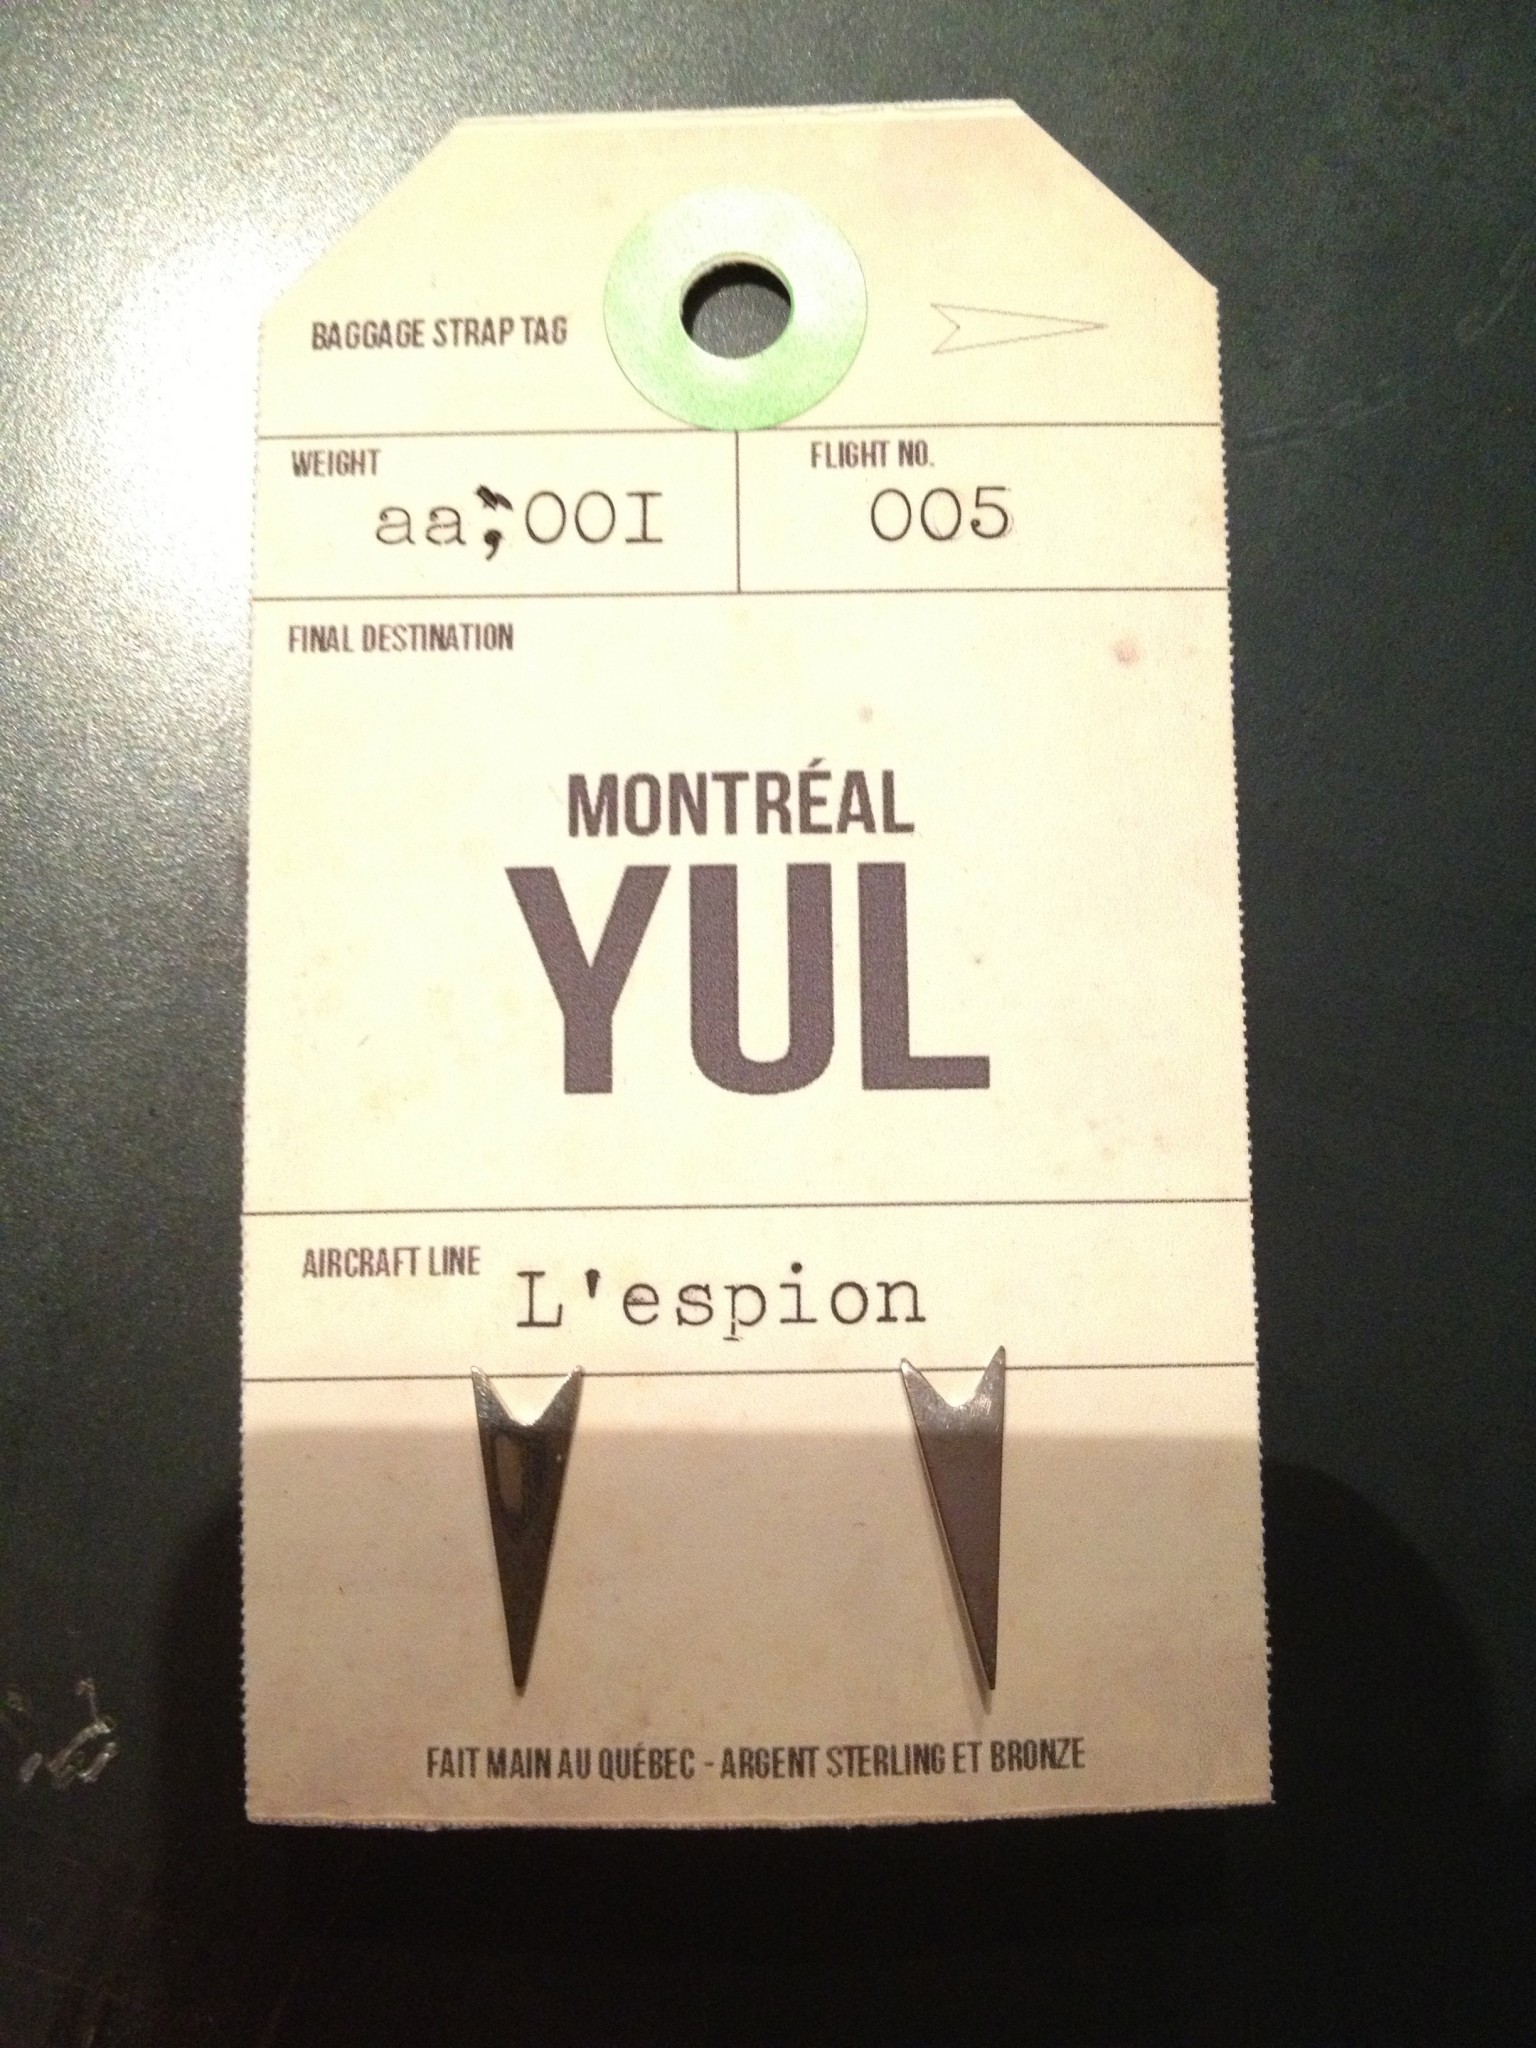 BAGGAGE STRAP TAG
WEIGHT
aa;001
FLIGHT NO.
005
FINAL DESTINATION
MONTRÉAL
YUL
AIRCRAFT LINE
L'espion
FAIT MAIN AU QUÉBEC - ARGENT STERLING ET BRONZE